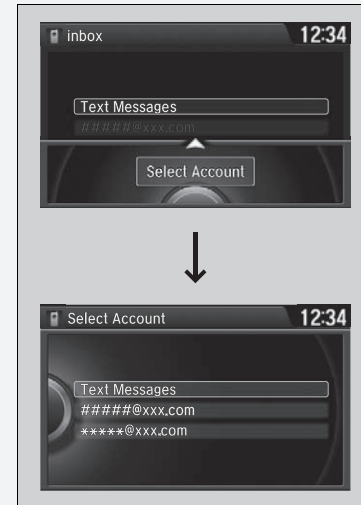 inbox 12:34
Text Messages
#####@xxx.com
Select Account
Select Account 12:34
Text Messages
#####@xxx.com
*****@xxx.com